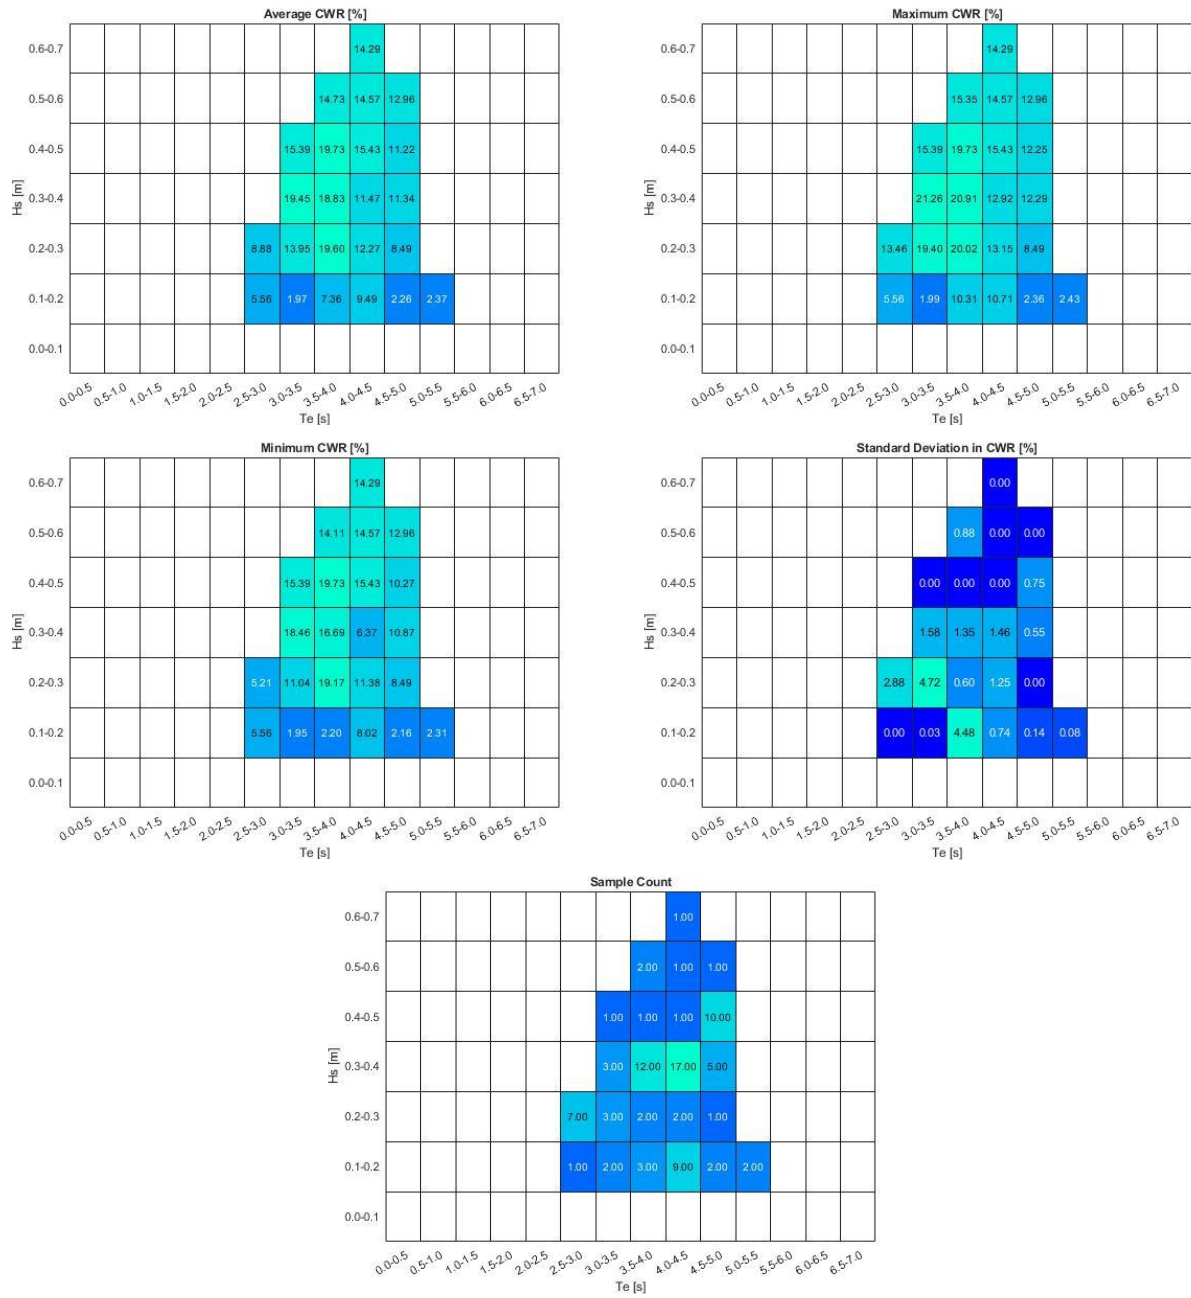 Average CWR [%]
Hs [m]
0.6-0.7 14.29
0.5-0.6 14.73 14.57 12.96
0.4-0.5 15.39 19.73 15.43 11.22
0.3-0.4 19.45 18.83 11.47 11.34
0.2-0.3 8.88 13.95 19.60 12.27 8.49
0.1-0.2 5.56 1.97 7.36 9.49 2.26 2.37
0.0-0.1
0.0-0.5 0.5-1.0 1.0-1.5 1.5-2.0 2.0-2.5 2.5-3.0 3.0-3.5 3.5-4.0 4.0-4.5 4.5-5.0 5.0-5.5 5.5-6.0 6.0-6.5 6.5-7.0
Te [s]
Maximum CWR [%]
Hs [m]
0.6-0.7 14.29
0.5-0.6 15.35 14.57 12.96
0.4-0.5 15.39 19.73 15.43 12.25
0.3-0.4 21.26 20.91 12.92 12.29
0.2-0.3 13.46 19.40 20.02 13.15 8.49
0.1-0.2 5.56 1.99 10.31 10.71 2.36 2.43
0.0-0.1
0.0-0.5 0.5-1.0 1.0-1.5 1.5-2.0 2.0-2.5 2.5-3.0 3.0-3.5 3.5-4.0 4.0-4.5 4.5-5.0 5.0-5.5 5.5-6.0 6.0-6.5 6.5-7.0
Te [s]
Minimum CWR [%]
Hs [m]
0.6-0.7 14.29
0.5-0.6 14.11 14.57 12.96
0.4-0.5 15.39 19.73 15.43 10.27
0.3-0.4 18.46 16.69 6.37 10.87
0.2-0.3 5.21 11.04 19.17 11.38 8.49
0.1-0.2 5.56 1.95 2.20 8.02 2.16 2.31
0.0-0.1
0.0-0.5 0.5-1.0 1.0-1.5 1.5-2.0 2.0-2.5 2.5-3.0 3.0-3.5 3.5-4.0 4.0-4.5 4.5-5.0 5.0-5.5 5.5-6.0 6.0-6.5 6.5-7.0
Te [s]
Standard Deviation in CWR [%]
Hs [m]
0.6-0.7 0.00
0.5-0.6 0.88 0.00 0.00
0.4-0.5 0.00 0.00 0.00 0.75
0.3-0.4 1.58 1.35 1.46 0.55
0.2-0.3 2.88 4.72 0.60 1.25 0.00
0.1-0.2 0.00 0.03 4.48 0.74 0.14 0.08
0.0-0.1
0.0-0.5 0.5-1.0 1.0-1.5 1.5-2.0 2.0-2.5 2.5-3.0 3.0-3.5 3.5-4.0 4.0-4.5 4.5-5.0 5.0-5.5 5.5-6.0 6.0-6.5 6.5-7.0
Te [s]
Sample Count
Hs [m]
0.6-0.7 1.00
0.5-0.6 2.00 1.00 1.00
0.4-0.5 1.00 1.00 1.00 10.00
0.3-0.4 3.00 12.00 17.00 5.00
0.2-0.3 7.00 3.00 2.00 2.00 1.00
0.1-0.2 1.00 2.00 3.00 9.00 2.00 2.00
0.0-0.1
0.0-0.5 0.5-1.0 1.0-1.5 1.5-2.0 2.0-2.5 2.5-3.0 3.0-3.5 3.5-4.0 4.0-4.5 4.5-5.0 5.0-5.5 5.5-6.0 6.0-6.5 6.5-7.0
Te [s]